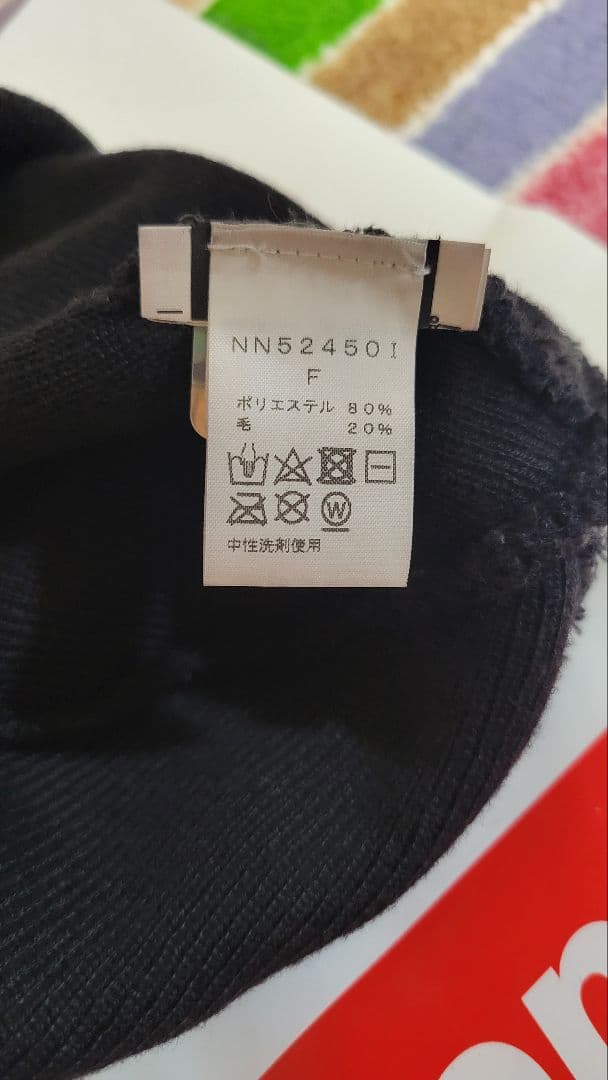 NN52450I
F
ポリエステル 80%
毛 20%
W
中性洗剤使用